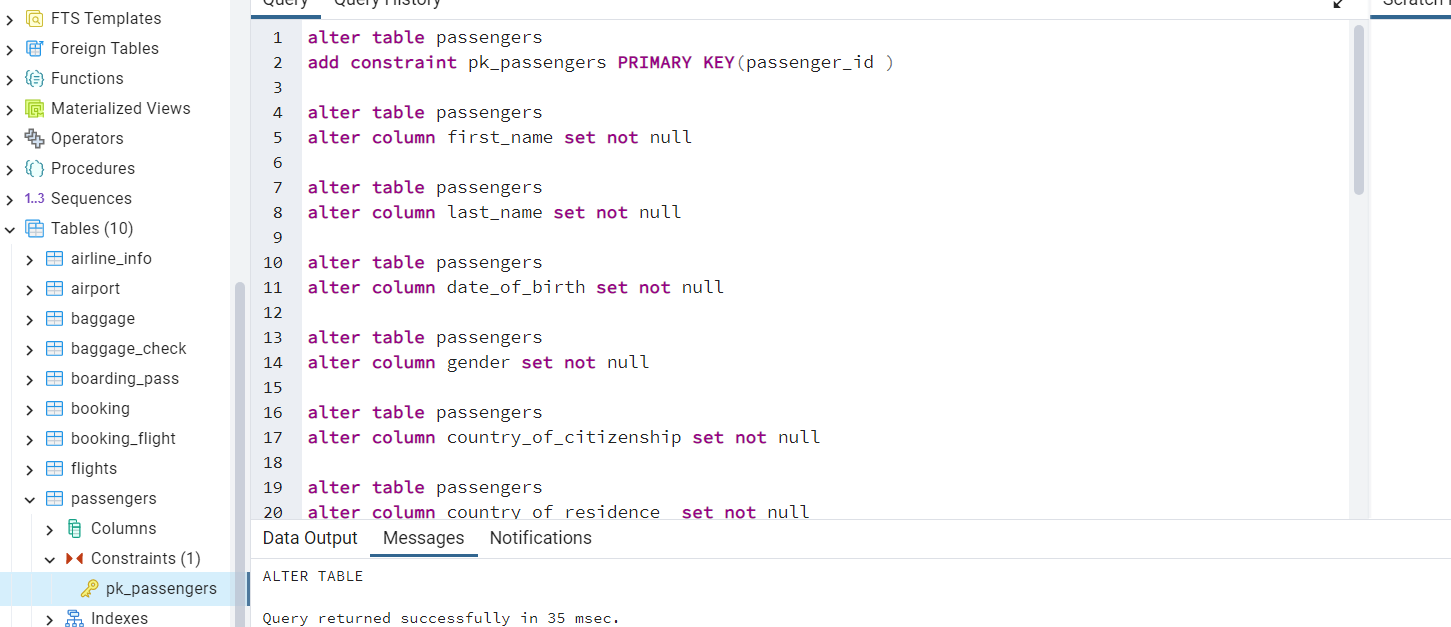 FTS Templates
Foreign Tables
Functions
Materialized Views
Operators
Procedures
1..3 Sequences
Tables (10)
airline_info
airport
baggage
baggage_check
boarding_pass
booking
booking_flight
flights
passengers
Columns
Constraints (1)
pk_passengers
Indexes
Query Query History
1 alter table passengers
2 add constraint pk_passengers PRIMARY KEY(passenger_id )
3
4 alter table passengers
5 alter column first_name set not null
6
7 alter table passengers
8 alter column last_name set not null
9
10 alter table passengers
11 alter column date_of_birth set not null
12
13 alter table passengers
14 alter column gender set not null
15
16 alter table passengers
17 alter column country_of_citizenship set not null
18
19 alter table passengers
20 alter column country_of_residence  set not null
Data Output Messages Notifications
ALTER TABLE
Query returned successfully in 35 msec.
Scratch